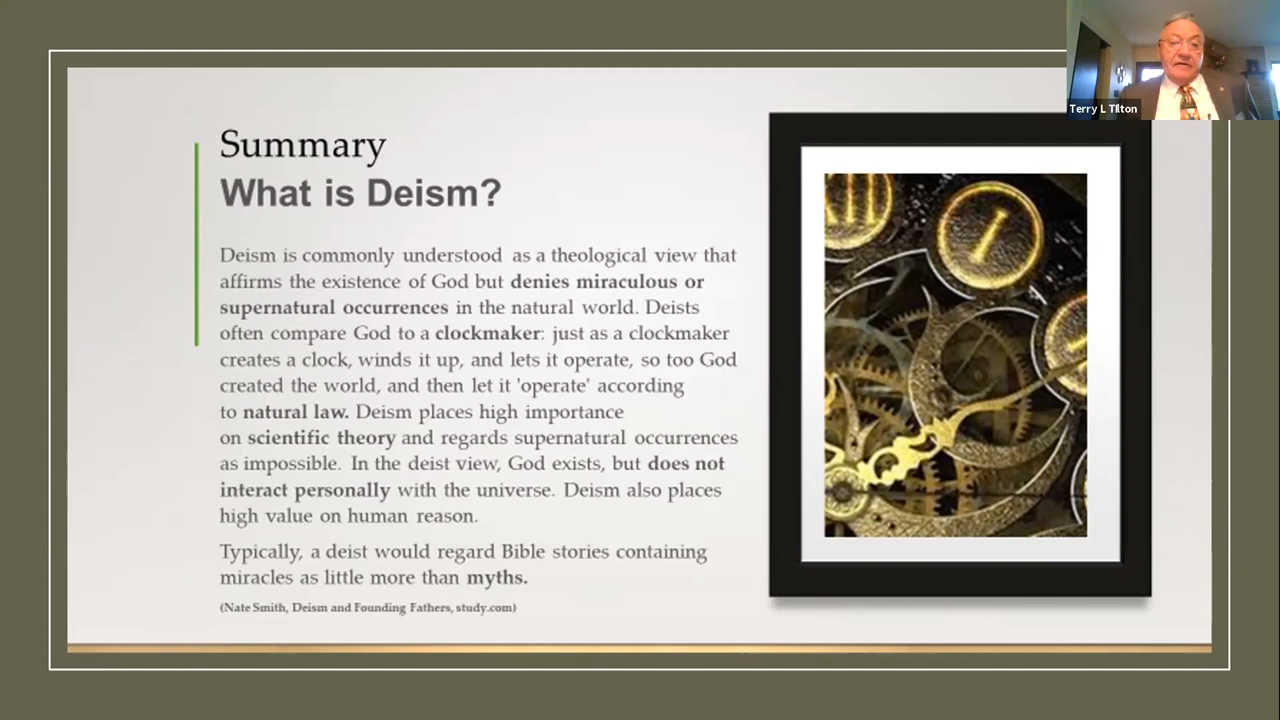 Terry L Tilton
Summary
What is Deism?
Deism is commonly understood as a theological view that
affirms the existence of God but denies miraculous or
supernatural occurrences in the natural world. Deists
often compare God to a clockmaker: just as a clockmaker
creates a clock, winds it up, and lets it operate, so too God
created the world, and then let it 'operate' according
to natural law. Deism places high importance
on scientific theory and regards supernatural occurrences
as impossible. In the deist view, God exists, but does not
interact personally with the universe. Deism also places
high value on human reason.
Typically, a deist would regard Bible stories containing
miracles as little more than myths.
(Nate Smith, Deism and Founding Fathers, study.com)
XII
I